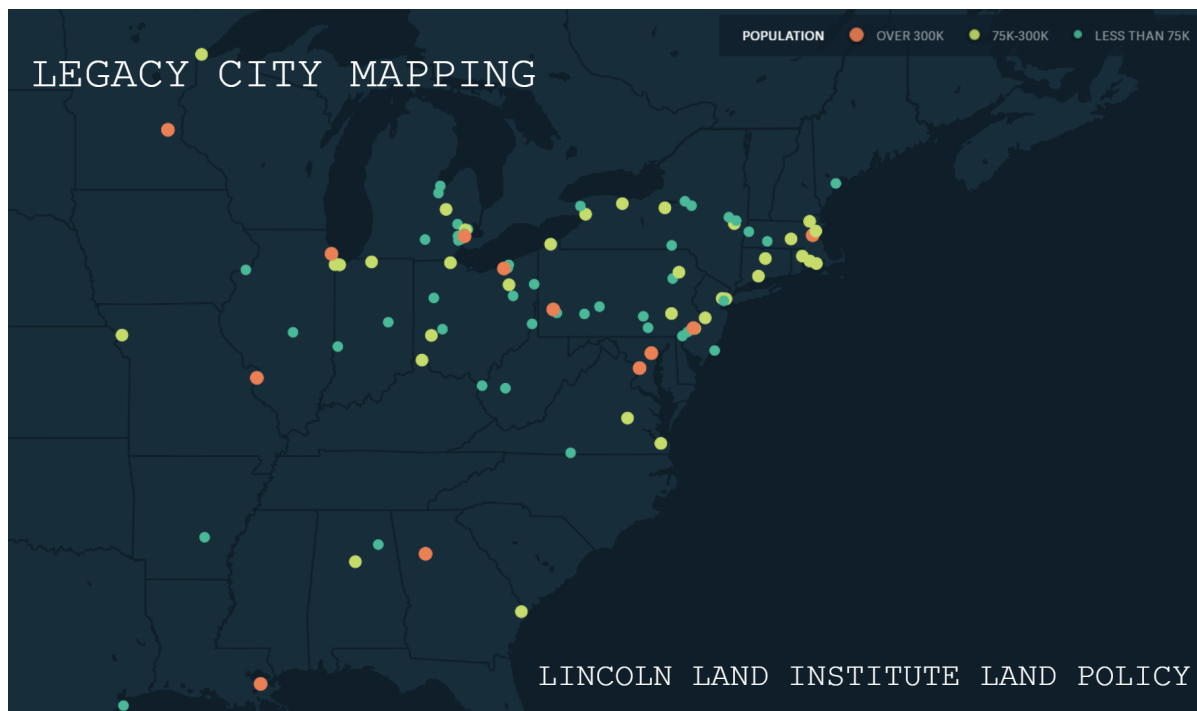 POPULATION OVER 300K 75K-300K LESS THAN 75K
LEGACY CITY MAPPING
LINCOLN LAND INSTITUTE LAND POLICY